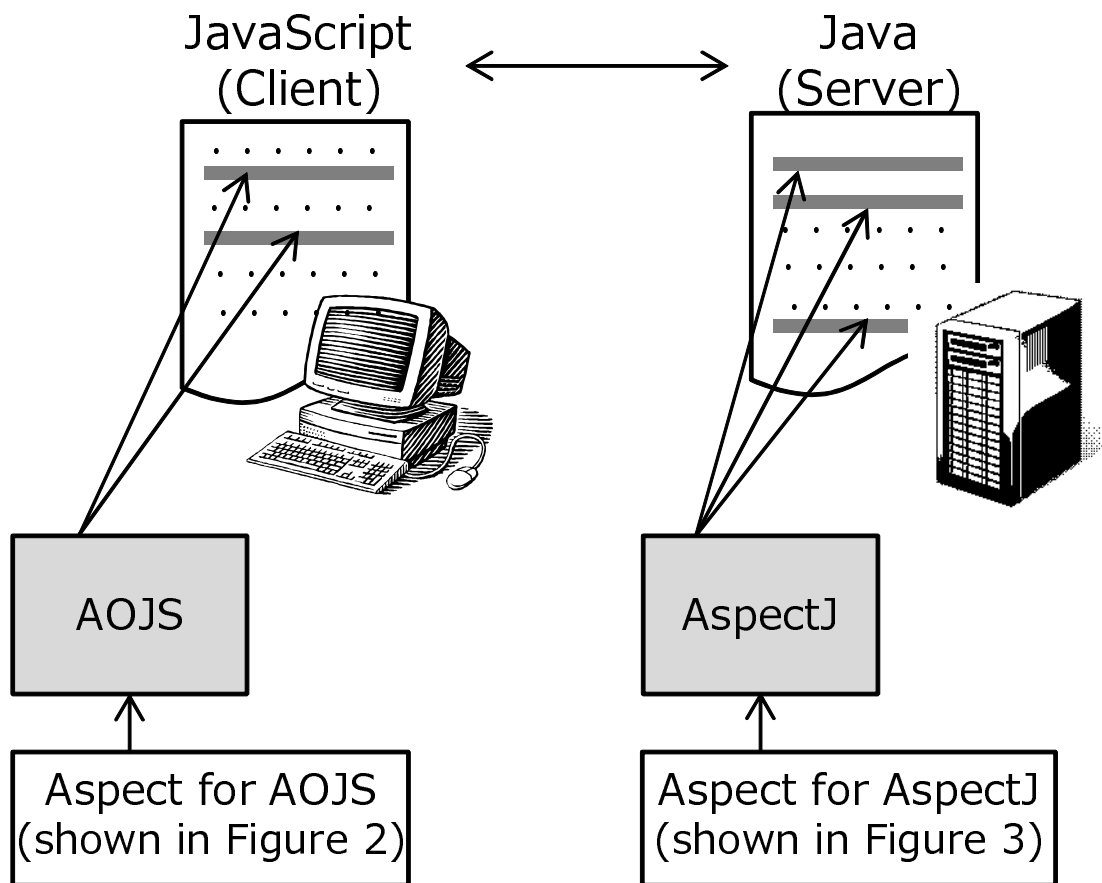 JavaScript
(Client)
Java
(Server)
AOJS
AspectJ
Aspect for AOJS
(shown in Figure 2)
Aspect for AspectJ
(shown in Figure 3)